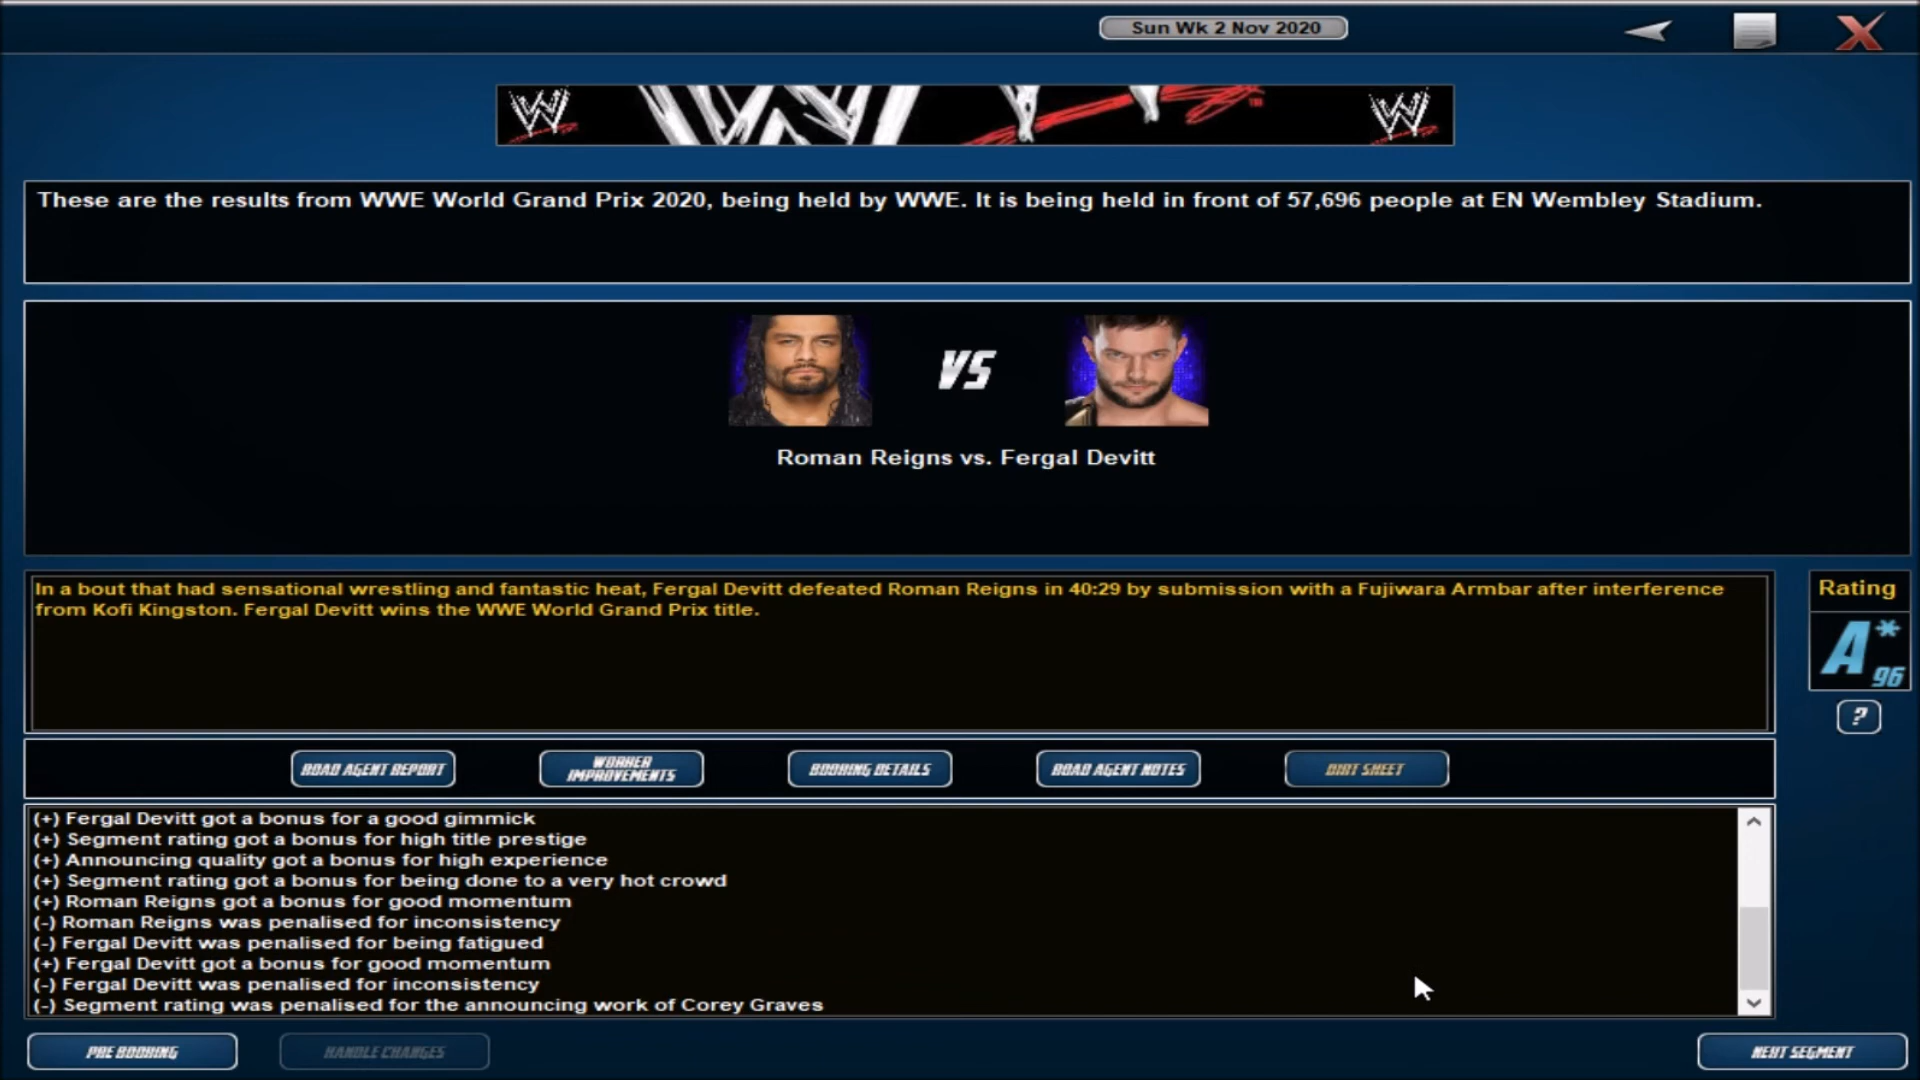 Sun Wk 2 Nov 2020
These are the results from WWE World Grand Prix 2020, being held by WWE. It is being held in front of 57,696 people at EN Wembley Stadium.
VS
Roman Reigns vs. Fergal Devitt
In a bout that had sensational wrestling and fantastic heat, Fergal Devitt defeated Roman Reigns in 40:29 by submission with a Fujiwara Armbar after interference
from Kofi Kingston. Fergal Devitt wins the WWE World Grand Prix title.
Rating
A*
96
?
ROAD AGENT REPORT
WORKER
IMPROVEMENTS
BOOKING DETAILS
ROAD AGENT NOTES
DIRT SHEET
(+) Fergal Devitt got a bonus for a good gimmick
(+) Segment rating got a bonus for high title prestige
(+) Announcing quality got a bonus for high experience
(+) Segment rating got a bonus for being done to a very hot crowd
(+) Roman Reigns got a bonus for good momentum
(-) Roman Reigns was penalised for inconsistency
(-) Fergal Devitt was penalised for being fatigued
(+) Fergal Devitt got a bonus for good momentum
(-) Fergal Devitt was penalised for inconsistency
(-) Segment rating was penalised for the announcing work of Corey Graves
PRE BOOKING
HANDLE CHANGES
NEXT SEGMENT